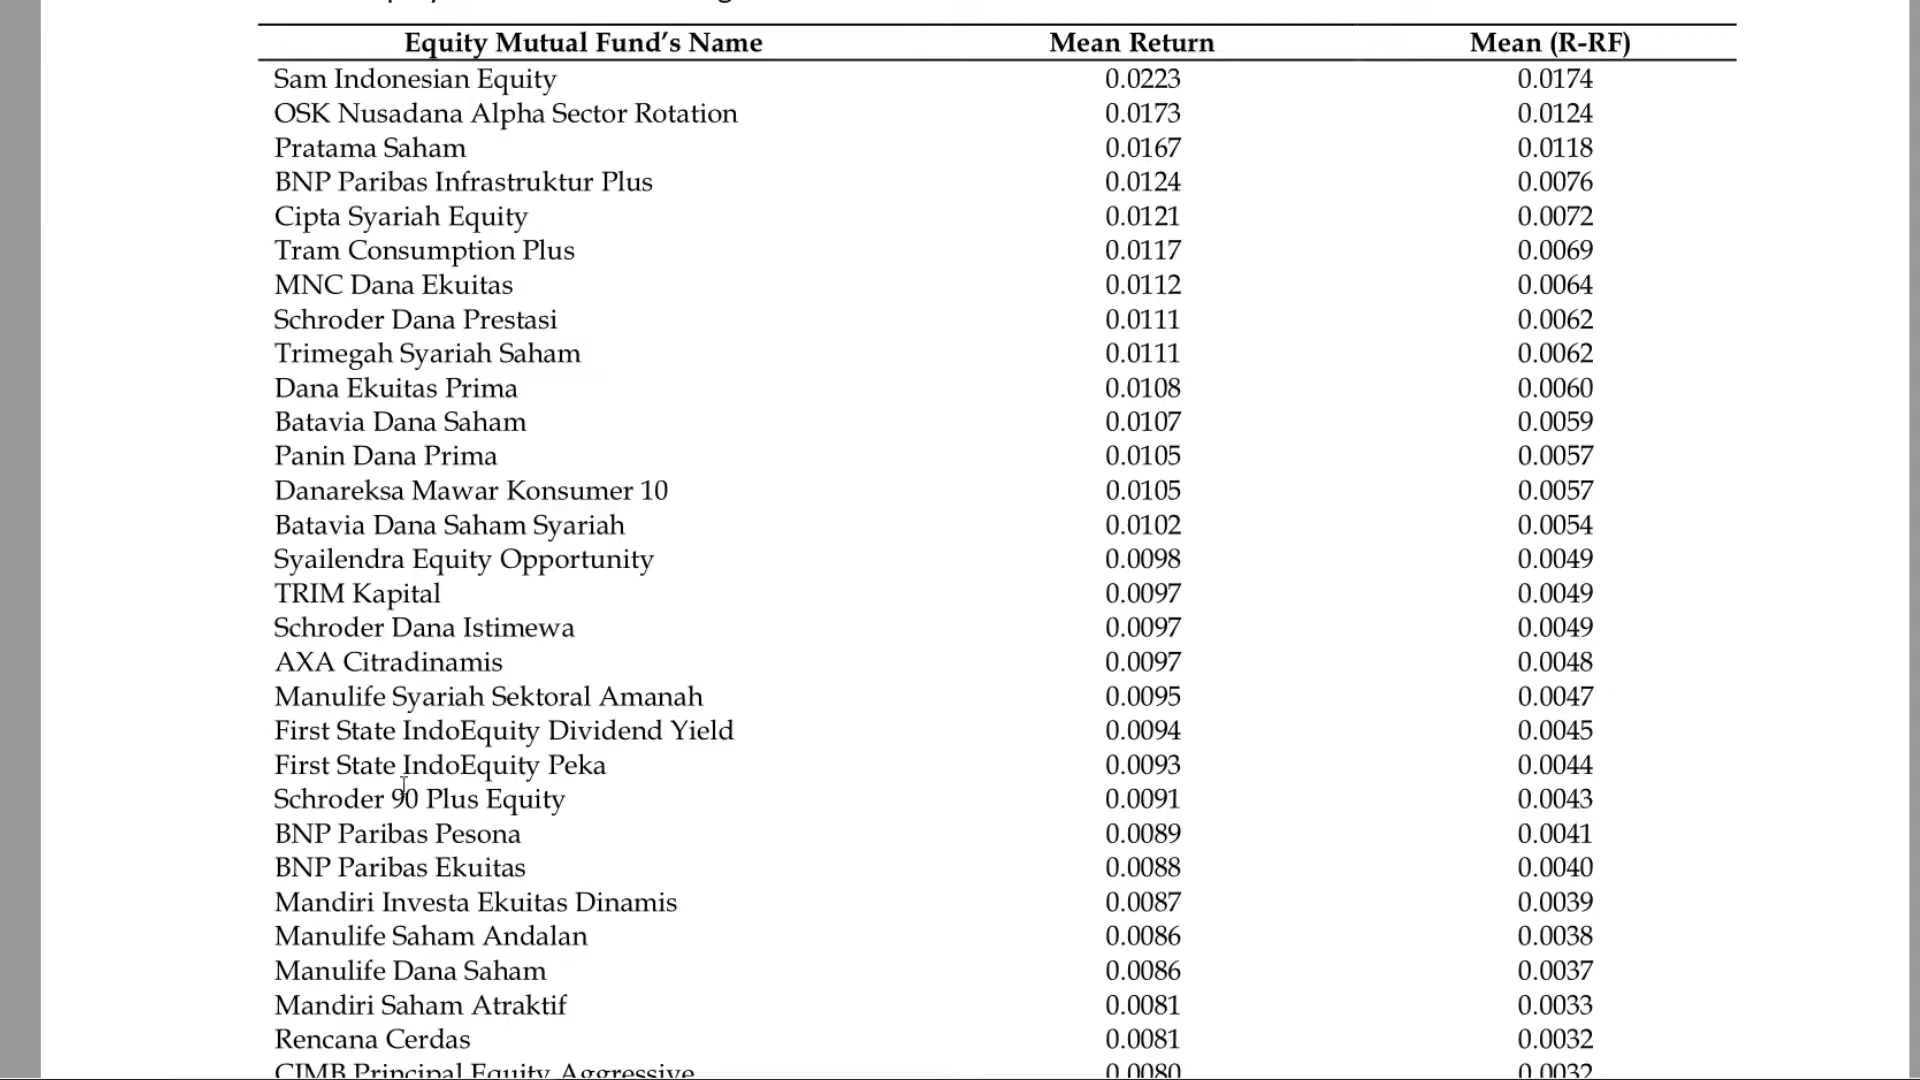 Equity Mutual Fund’s Name Mean Return Mean (R-RF)
Sam Indonesian Equity 0.0223 0.0174
OSK Nusadana Alpha Sector Rotation 0.0173 0.0124
Pratama Saham 0.0167 0.0118
BNP Paribas Infrastruktur Plus 0.0124 0.0076
Cipta Syariah Equity 0.0121 0.0072
Tram Consumption Plus 0.0117 0.0069
MNC Dana Ekuitas 0.0112 0.0064
Schroder Dana Prestasi 0.0111 0.0062
Trimegah Syariah Saham 0.0111 0.0062
Dana Ekuitas Prima 0.0108 0.0060
Batavia Dana Saham 0.0107 0.0059
Panin Dana Prima 0.0105 0.0057
Danareksa Mawar Konsumer 10 0.0105 0.0057
Batavia Dana Saham Syariah 0.0102 0.0054
Syailendra Equity Opportunity 0.0098 0.0049
TRIM Kapital 0.0097 0.0049
Schroder Dana Istimewa 0.0097 0.0049
AXA Citradinamis 0.0097 0.0048
Manulife Syariah Sektoral Amanah 0.0095 0.0047
First State IndoEquity Dividend Yield 0.0094 0.0045
First State IndoEquity Peka 0.0093 0.0044
Schroder 90 Plus Equity 0.0091 0.0043
BNP Paribas Pesona 0.0089 0.0041
BNP Paribas Ekuitas 0.0088 0.0040
Mandiri Investa Ekuitas Dinamis 0.0087 0.0039
Manulife Saham Andalan 0.0086 0.0038
Manulife Dana Saham 0.0086 0.0037
Mandiri Saham Atraktif 0.0081 0.0033
Rencana Cerdas 0.0081 0.0032
CIMB Principal Equity Aggressive 0.0080 0.0032